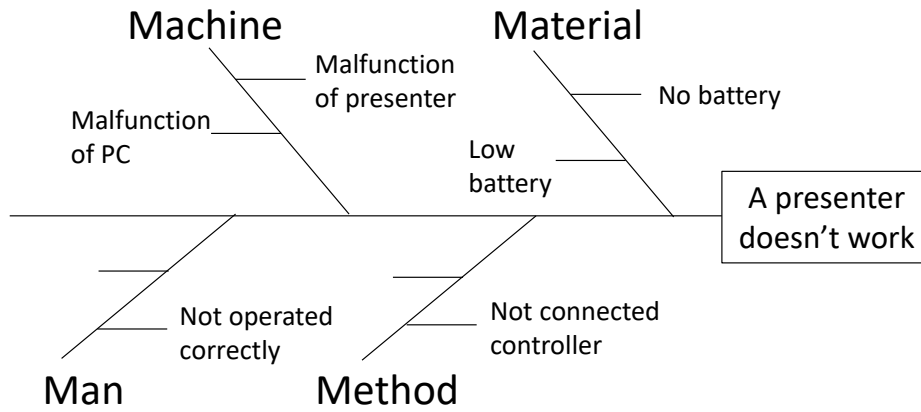 Machine
Material
Malfunction
of presenter
No battery
Malfunction
of PC
Low
battery
A presenter
doesn’t work
Not operated
correctly
Not connected
controller
Man
Method